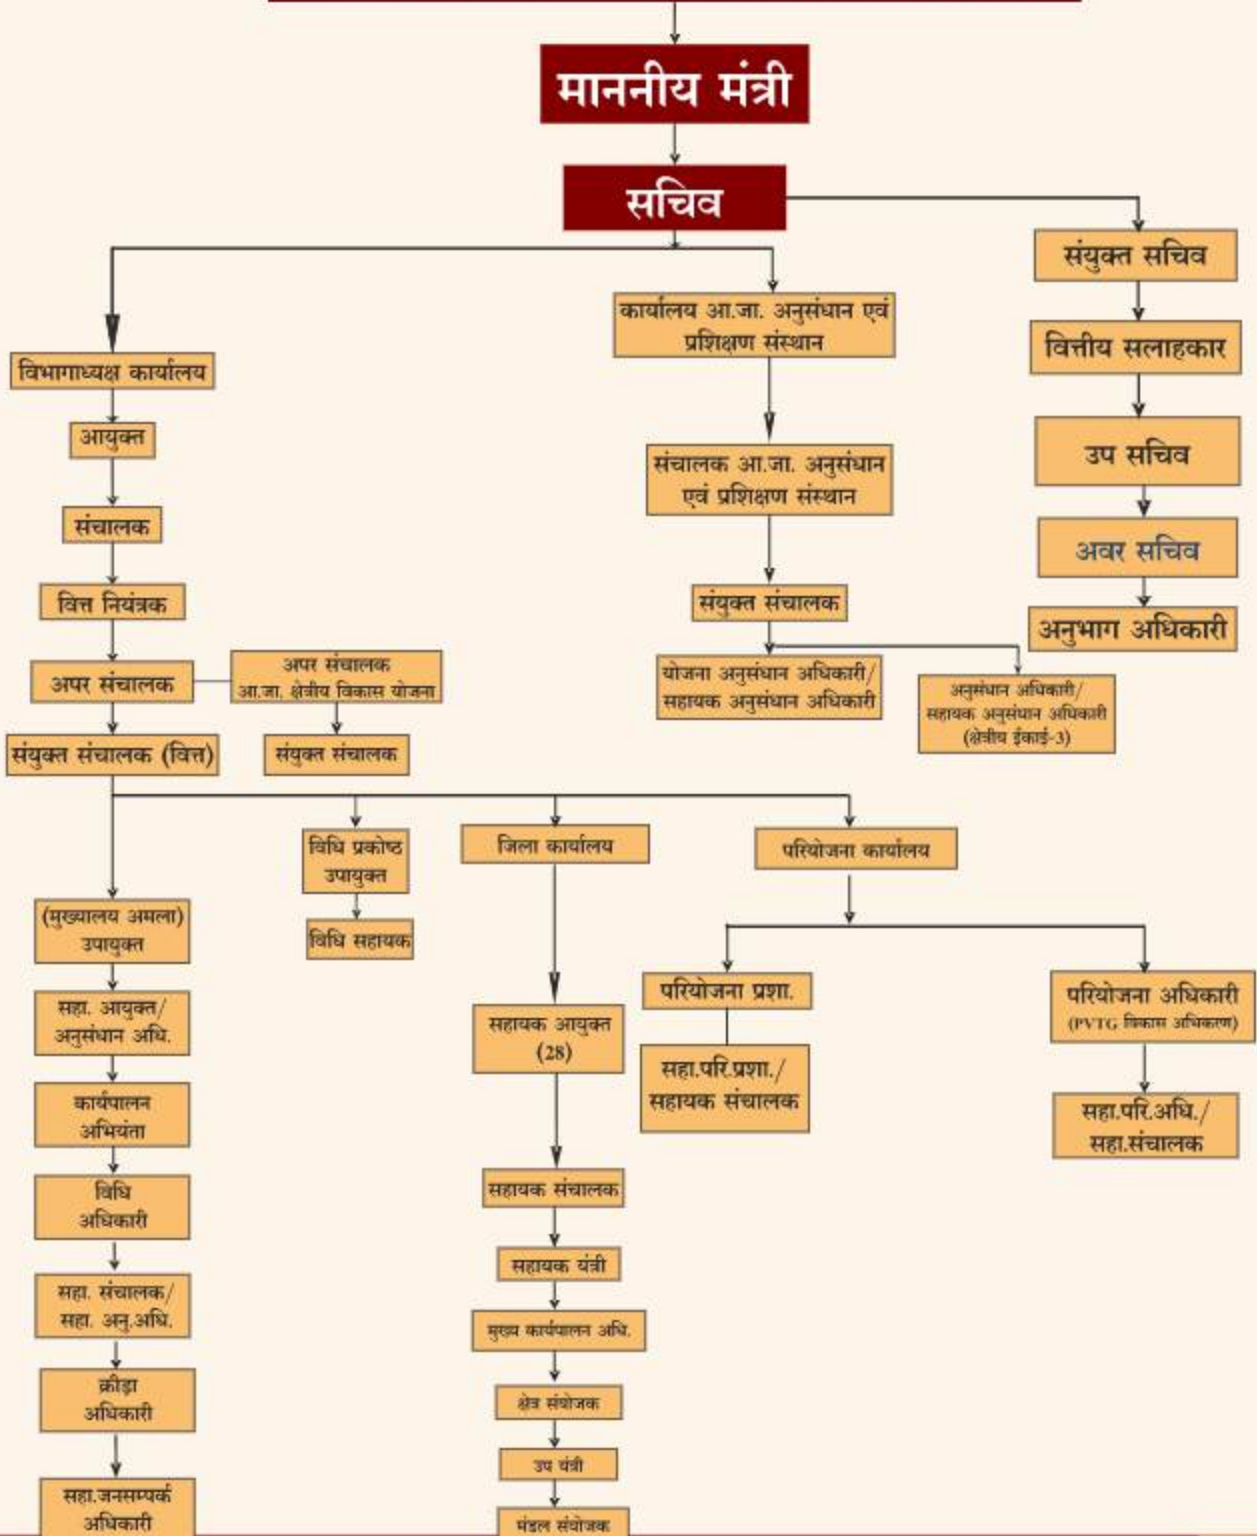 माननीय मंत्री
सचिव
संयुक्त सचिव
वित्तीय सलाहकार
उप सचिव
अवर सचिव
अनुभाग अधिकारी
कार्यालय आ.जा. अनुसंधान एवं
प्रशिक्षण संस्थान
संचालक आ.जा. अनुसंधान
एवं प्रशिक्षण संस्थान
संयुक्त संचालक
योजना अनुसंधान अधिकारी/
सहायक अनुसंधान अधिकारी
अनुसंधान अधिकारी/
सहायक अनुसंधान अधिकारी
(क्षेत्रीय ईकाई-3)
विभागाध्यक्ष कार्यालय
आयुक्त
संचालक
वित्त नियंत्रक
अपर संचालक
अपर संचालक
आ.जा. क्षेत्रीय विकास योजना
संयुक्त संचालक (वित्त)
संयुक्त संचालक
(मुख्यालय अमला)
उपायुक्त
सहा. आयुक्त/
अनुसंधान अधि.
कार्यपालन
अभियंता
विधि
अधिकारी
सहा. संचालक/
सहा. अनु.अधि.
क्रीड़ा
अधिकारी
सहा.जनसम्पर्क
अधिकारी
विधि प्रकोष्ठ
उपायुक्त
विधि सहायक
जिला कार्यालय
सहायक आयुक्त
(28)
सहायक संचालक
सहायक यंत्री
मुख्य कार्यपालन अधि.
क्षेत्र संयोजक
उप यंत्री
मंडल संयोजक
परियोजना कार्यालय
परियोजना प्रशा.
सहा.परि.प्रशा./
सहायक संचालक
परियोजना अधिकारी
(PVTG विकास अभिकरण)
सहा.परि.अधि./
सहा.संचालक